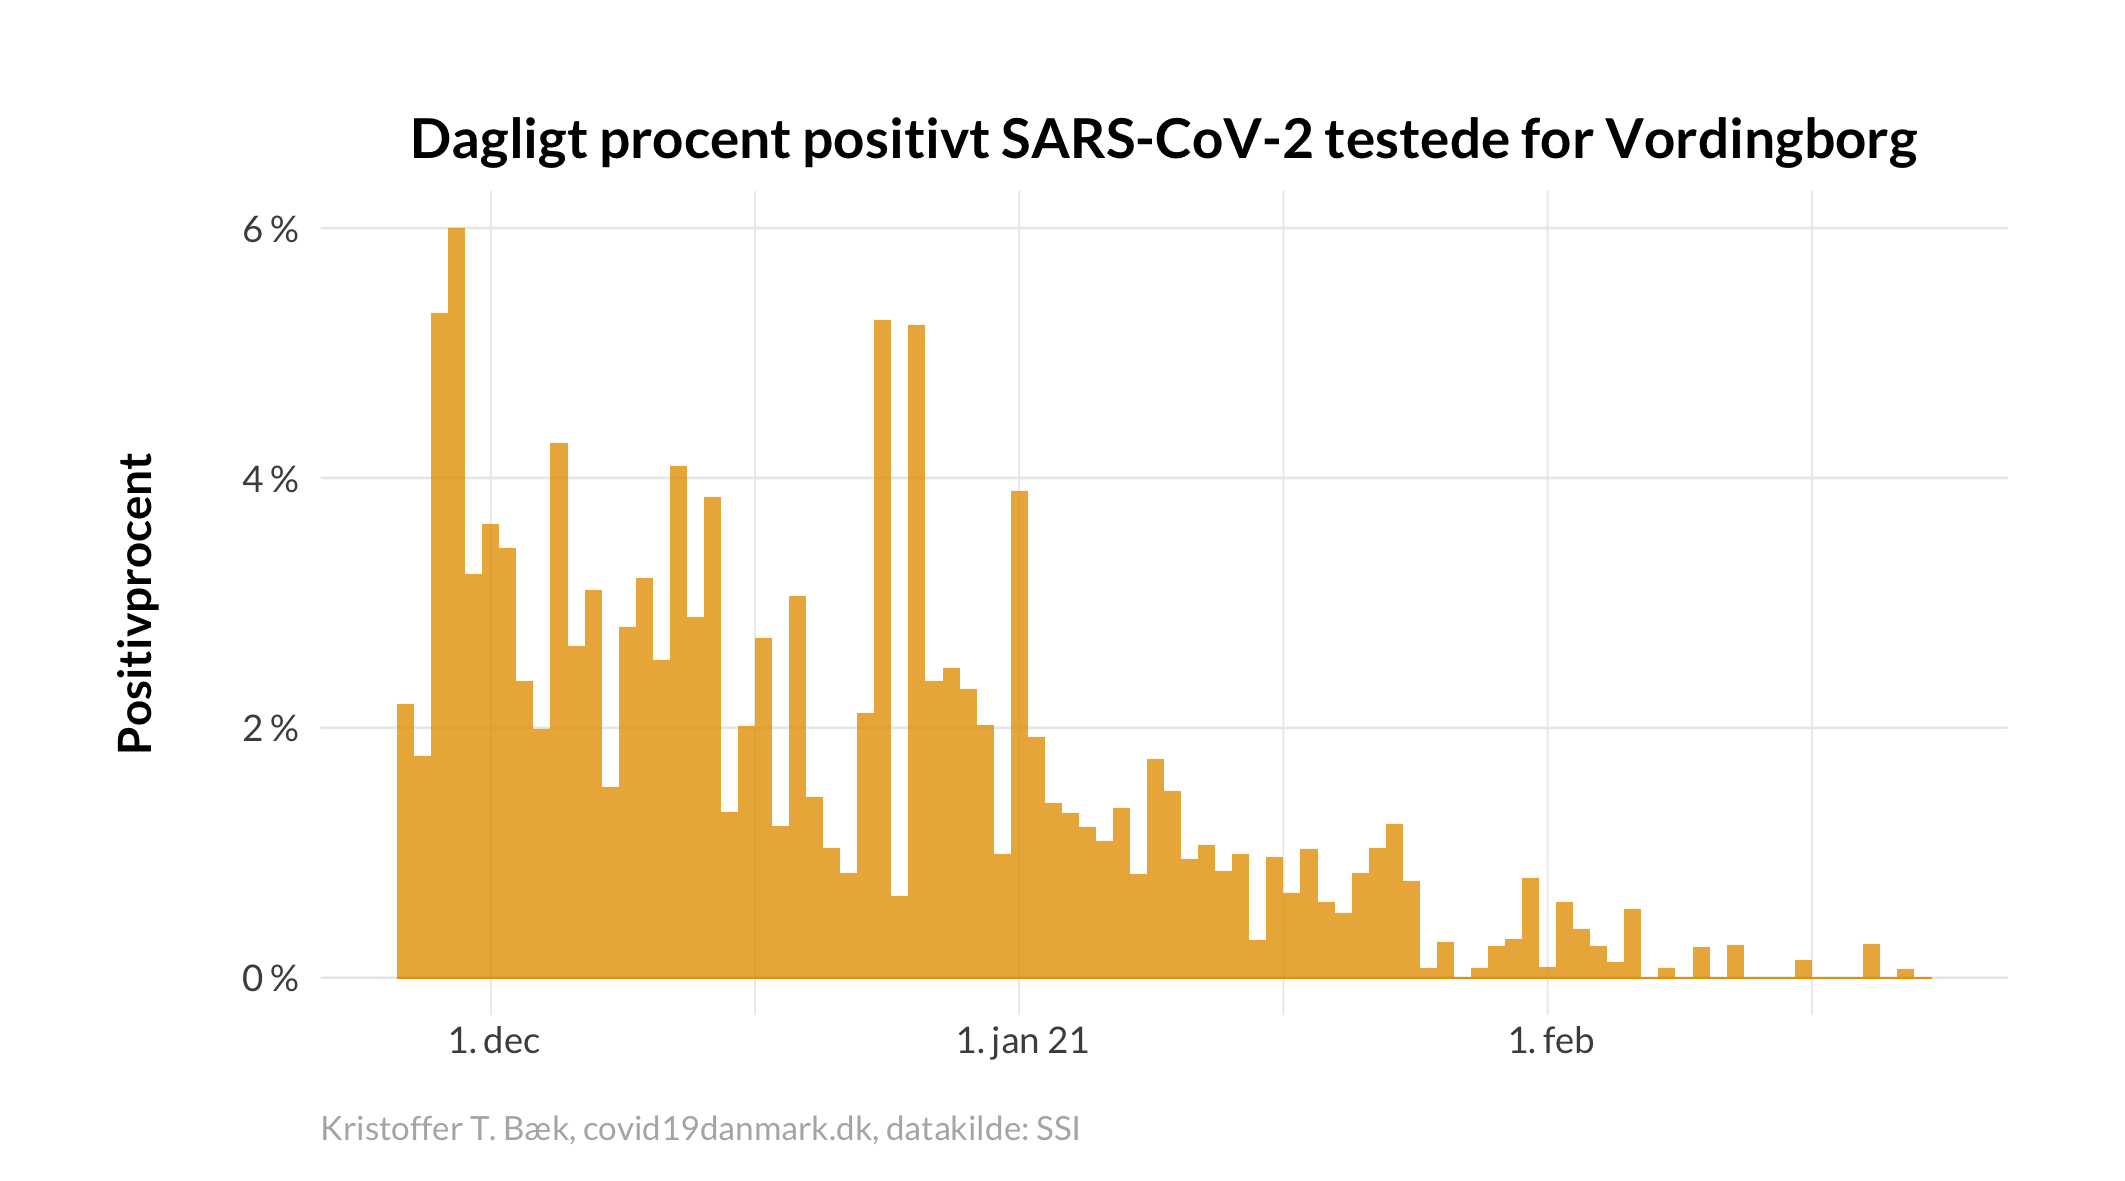 Dagligt procent positivt SARS-CoV-2 testede for Vordingborg
Positivprocent
6 %
4 %
2 %
0 %
1. dec
1. jan 21
1. feb
Kristoffer T. Bæk, covid19danmark.dk, datakilde: SSI